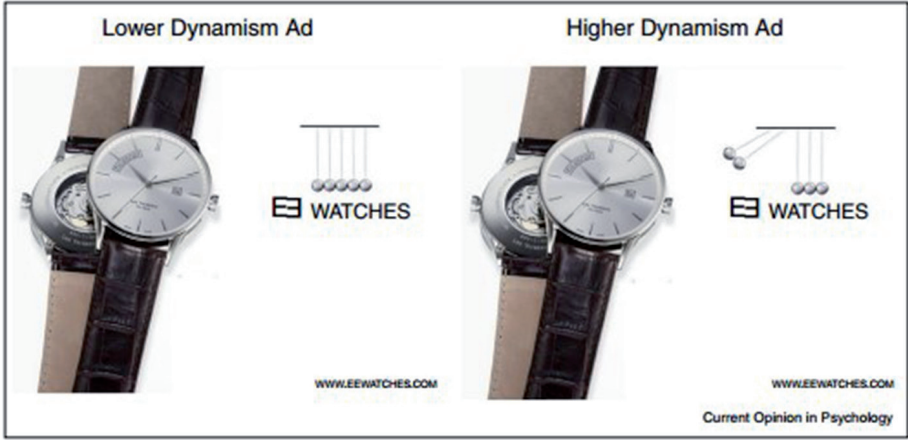 Lower Dynamism Ad
Higher Dynamism Ad
WATCHES
WATCHES
WWW.EEWATCHES.COM
WWW.EEWATCHES.COM
Current Opinion in Psychology